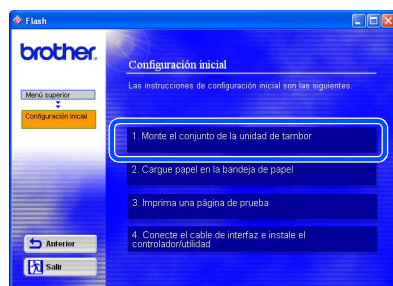 Flash
brother.
Configuración inicial
Las instrucciones de configuración inicial son las siguientes.
Menú superior
Configuración inicial
1. Monte el conjunto de la unidad de tambor
2. Cargue papel en la bandeja de papel
3. Imprima una página de prueba
4. Conecte el cable de interfaz e instale el
controlador/utilidad
Anterior
Salir